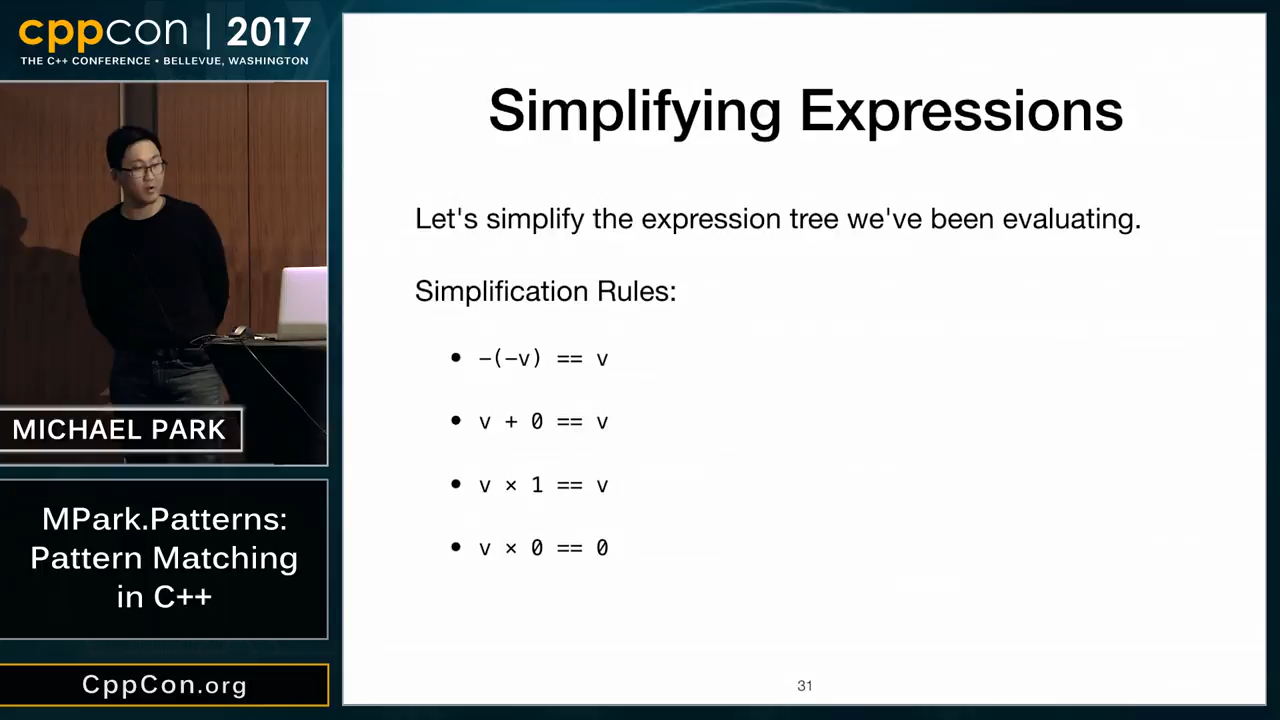 cppcon | 2017
THE C++ CONFERENCE • BELLEVUE, WASHINGTON
MICHAEL PARK
MPark.Patterns:
Pattern Matching
in C++
CppCon.org
Simplifying Expressions
Let's simplify the expression tree we've been evaluating.
Simplification Rules:
• -(-v) == v
• v + 0 == v
• v × 1 == v
• v × 0 == 0
31